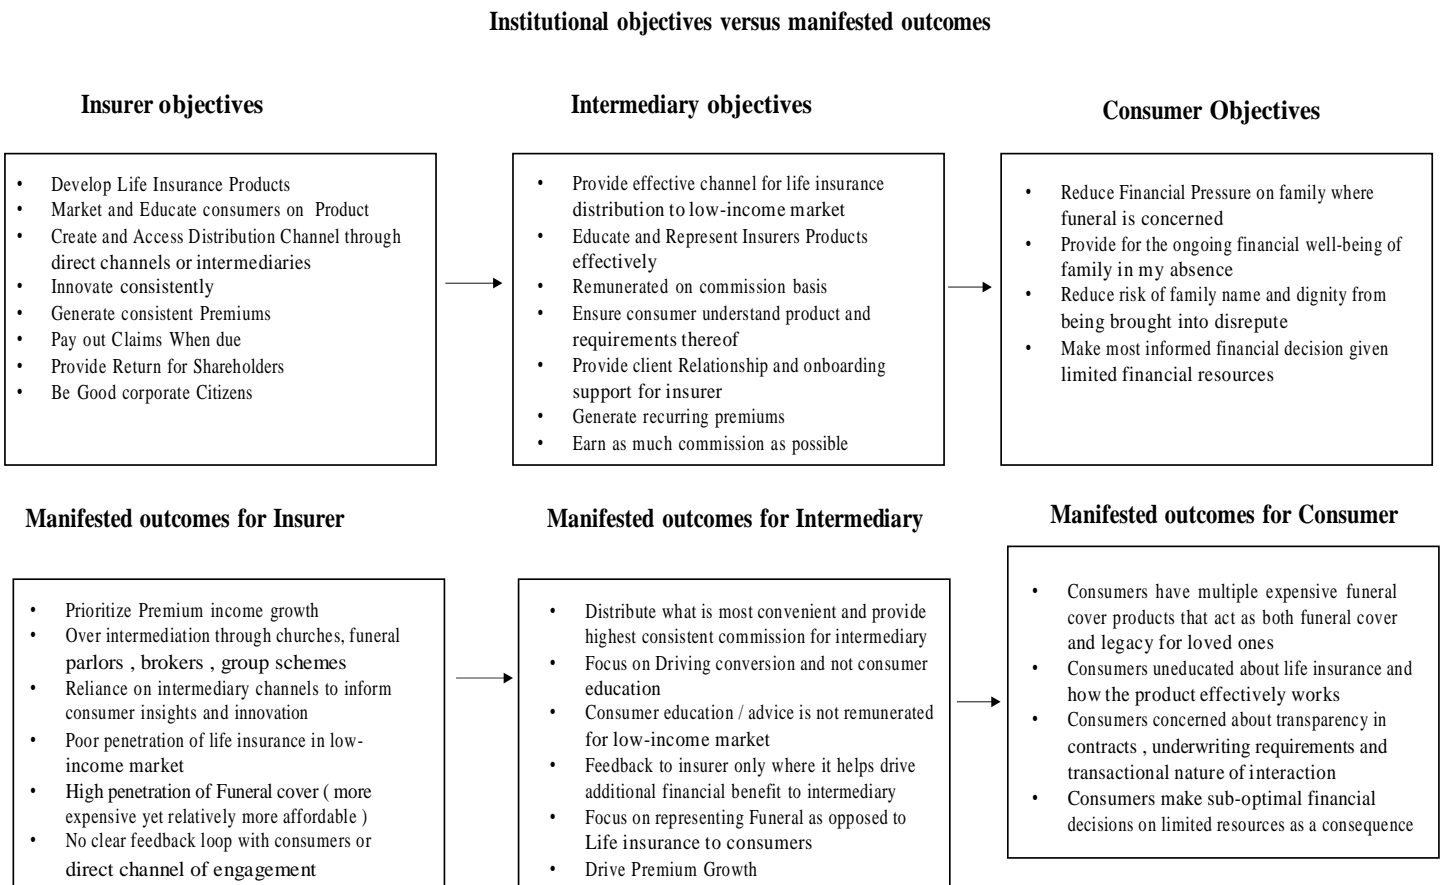 Institutional objectives versus manifested outcomes
Insurer objectives
• Develop Life Insurance Products
• Market and Educate consumers on Product
• Create and Access Distribution Channel through
direct channels or intermediaries
• Innovate consistently
• Generate consistent Premiums
• Pay out Claims When due
• Provide Return for Shareholders
• Be Good corporate Citizens
Intermediary objectives
• Provide effective channel for life insurance
distribution to low-income market
• Educate and Represent Insurers Products
effectively
• Remunerated on commission basis
• Ensure consumer understand product and
requirements thereof
• Provide client Relationship and onboarding
support for insurer
• Generate recurring premiums
• Earn as much commission as possible
Consumer Objectives
• Reduce Financial Pressure on family where
funeral is concerned
• Provide for the ongoing financial well-being of
family in my absence
• Reduce risk of family name and dignity from
being brought into disrepute
• Make most informed financial decision given
limited financial resources
Manifested outcomes for Insurer
• Prioritize Premium income growth
• Over intermediation through churches, funeral
parlors , brokers , group schemes
• Reliance on intermediary channels to inform
consumer insights and innovation
• Poor penetration of life insurance in low-
income market
• High penetration of Funeral cover ( more
expensive yet relatively more affordable )
• No clear feedback loop with consumers or
direct channel of engagement
Manifested outcomes for Intermediary
• Distribute what is most convenient and provide
highest consistent commission for intermediary
• Focus on Driving conversion and not consumer
education
• Consumer education / advice is not remunerated
for low-income market
• Feedback to insurer only where it helps drive
additional financial benefit to intermediary
• Focus on representing Funeral as opposed to
Life insurance to consumers
• Drive Premium Growth
Manifested outcomes for Consumer
• Consumers have multiple expensive funeral
cover products that act as both funeral cover
and legacy for loved ones
• Consumers uneducated about life insurance and
how the product effectively works
• Consumers concerned about transparency in
contracts , underwriting requirements and
transactional nature of interaction
• Consumers make sub-optimal financial
decisions on limited resources as a consequence